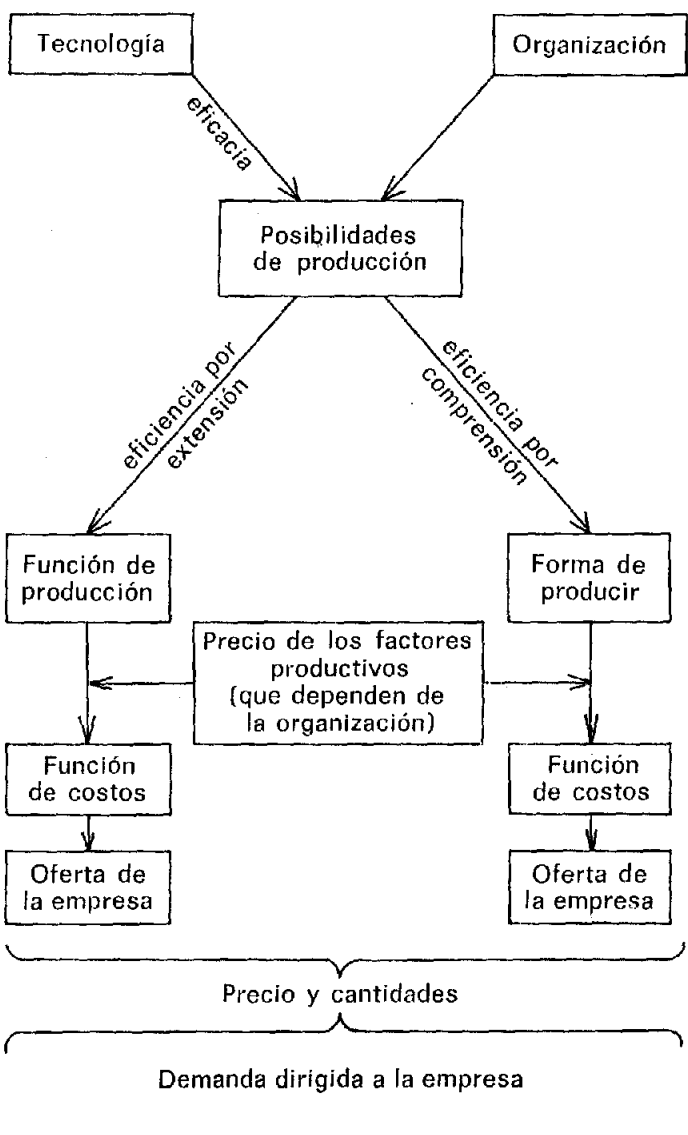 Tecnología
Organización
eficacia
Posibilidades
de producción
eficiencia por
extensión
eficiencia por
comprensión
Función de
producción
Forma de
producir
Precio de los factores
productivos
(que dependen de
la organización)
Función
de costos
Función
de costos
Oferta de
la empresa
Oferta de
la empresa
Precio y cantidades
Demanda dirigida a la empresa